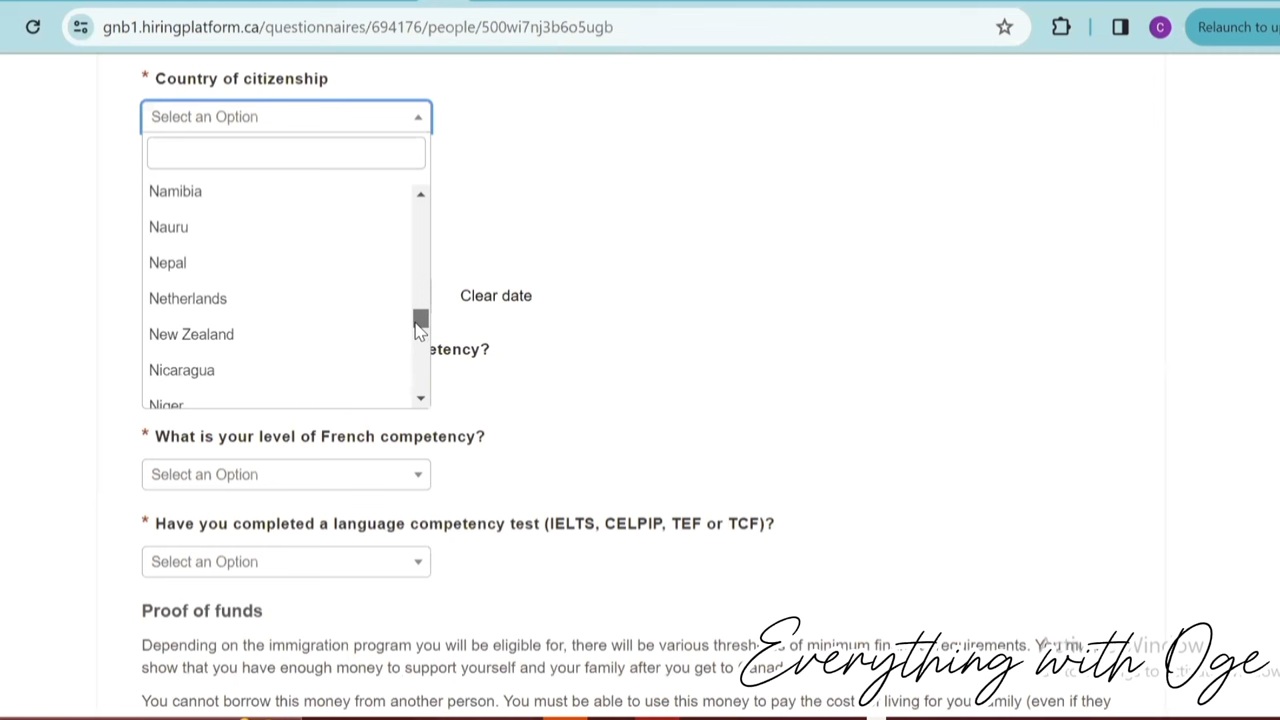 gnb1.hiringplatform.ca/questionnaires/694176/people/500wi7nj3b6o5ugb
C
Relaunch to u
* Country of citizenship
Select an Option
Namibia
Nauru
Nepal
Netherlands
Clear date
New Zealand
etency?
Nicaragua
Niger
* What is your level of French competency?
Select an Option
* Have you completed a language competency test (IELTS, CELPIP, TEF or TCF)?
Select an Option
Proof of funds
Depending on the immigration program you will be eligible for, there will be various of minimum
show that you have enough money to support yourself and your family after you get to
You cannot borrow this money from another person. You must be able to use this money to pay the cost living for you (even if they
Everything with Oge